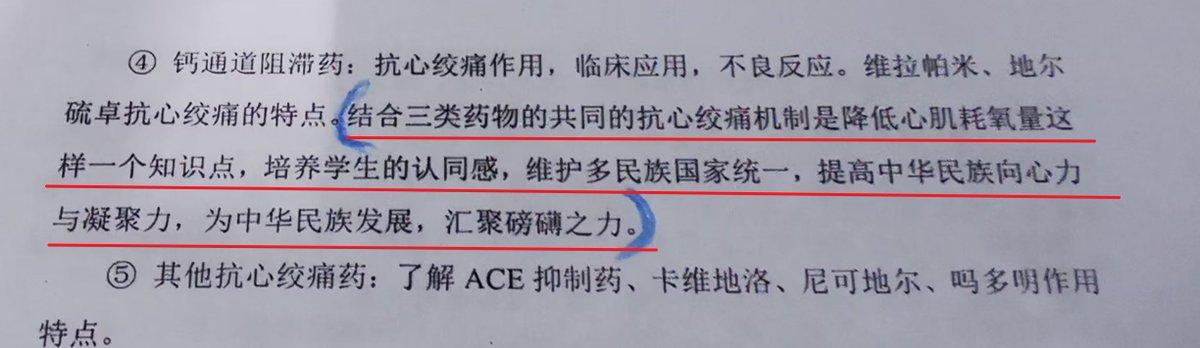 ④ 钙通道阻滞药：抗心绞痛作用，临床应用，不良反应。维拉帕米、地尔
硫卓抗心绞痛的特点。(结合三类药物的共同的抗心绞痛机制是降低心肌耗氧量这
样一个知识点，培养学生的认同感，维护多民族国家统一，提高中华民族向心力
与凝聚力，为中华民族发展，汇聚磅礴之力。)
⑤ 其他抗心绞痛药：了解 ACE 抑制药、卡维地洛、尼可地尔、吗多明作用
特点。